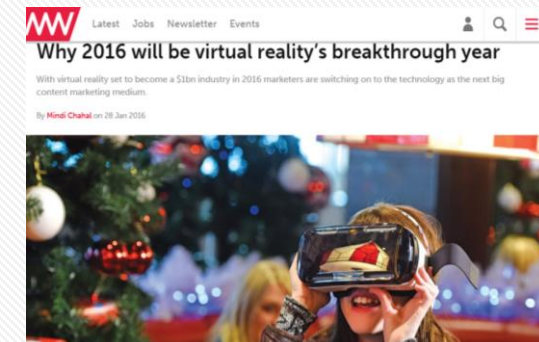 MW Latest Jobs Newsletter Events
Why 2016 will be virtual reality's breakthrough year
With virtual reality set to become a $1bn industry in 2016 marketers are switching on to the technology as the next big
content marketing medium.
By Mindi Chahal on 28 Jan 2016